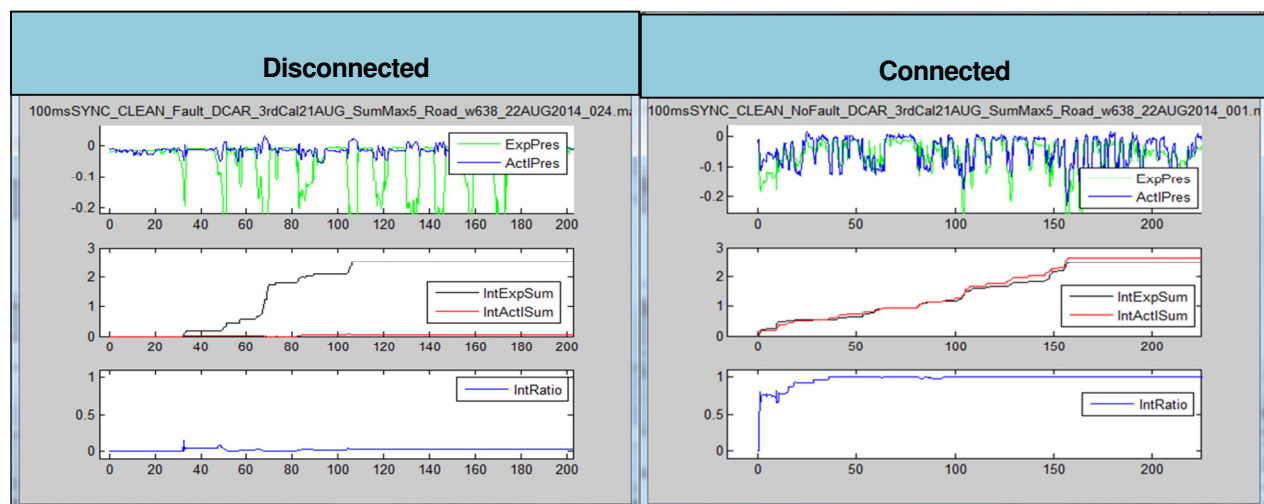 Disconnected
100msSYNC_CLEAN_Fault_DCAR_3rdCal21AUG_SumMax5_Road_w638_22AUG2014_024.ma
0
-0.1
-0.2
ExpPres
ActlPres
0 20 40 60 80 100 120 140 160 180 200
3
2
1
0
IntExpSum
IntActlSum
0 20 40 60 80 100 120 140 160 180 200
1
0.5
0
IntRatio
0 20 40 60 80 100 120 140 160 180 200
Connected
100msSYNC_CLEAN_NoFault_DCAR_3rdCal21AUG_SumMax5_Road_w638_22AUG2014_001.m
0
-0.1
-0.2
ExpPres
ActlPres
0 50 100 150 200
3
2
1
0
IntExpSum
IntActlSum
0 50 100 150 200
1
0.5
0
IntRatio
0 50 100 150 200